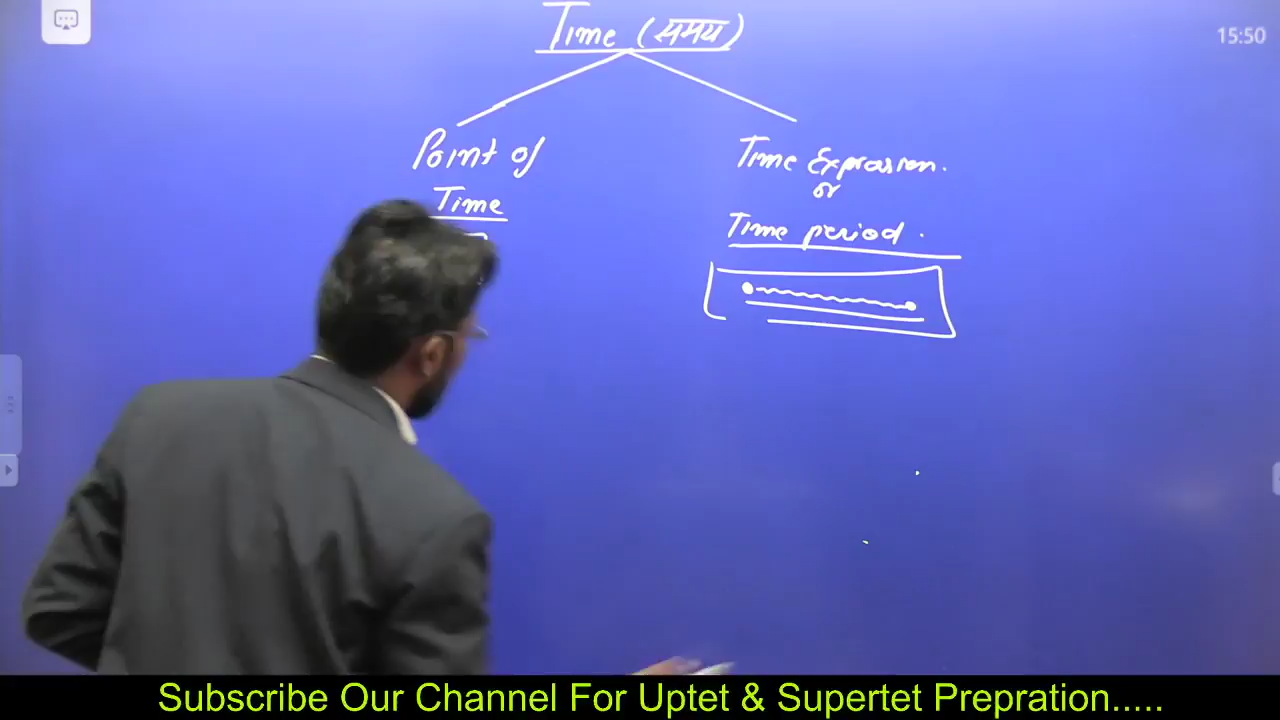 Time (समय)
15:50
Point of
Time
Time Expression.
or
Time period.
Subscribe Our Channel For Uptet & Supertet Prepration.....